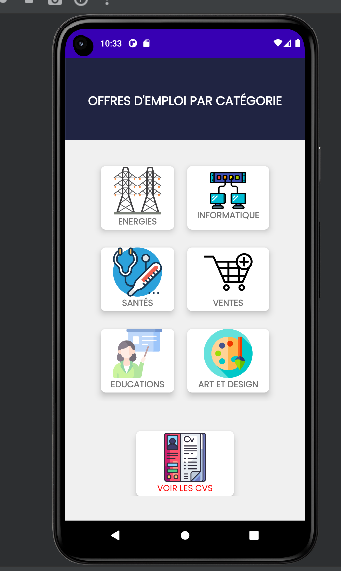 10:33
OFFRES D'EMPLOI PAR CATÉGORIE
ENERGIES
INFORMATIQUE
SANTÉS
VENTES
EDUCATIONS
ART ET DESIGN
Cv
VOIR LES CVS